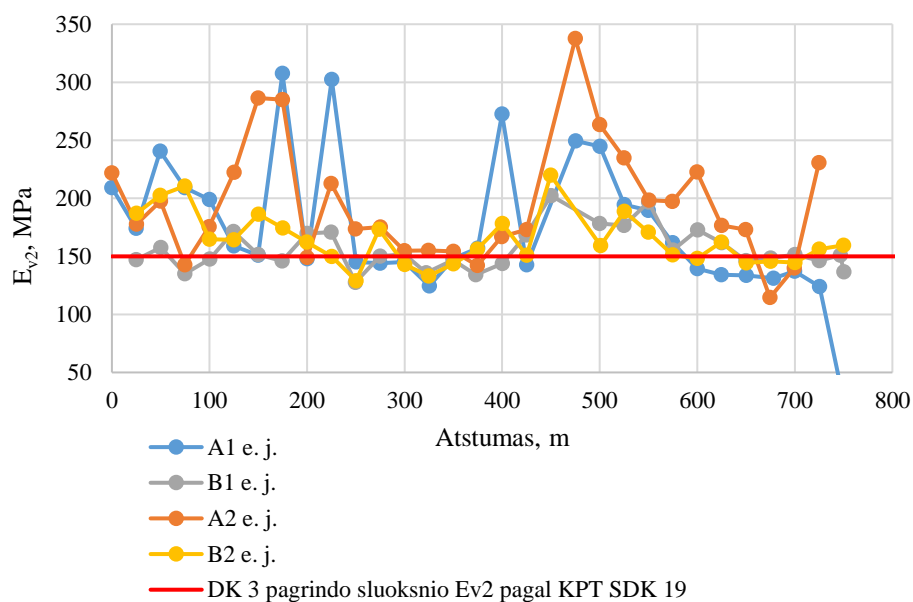 350
300
250
200
150
100
50
E_v2, MPa
0 100 200 300 400 500 600 700 800
Atstumas, m
A1 e. j.
B1 e. j.
A2 e. j.
B2 e. j.
DK 3 pagrindo sluoksnio Ev2 pagal KPT SDK 19